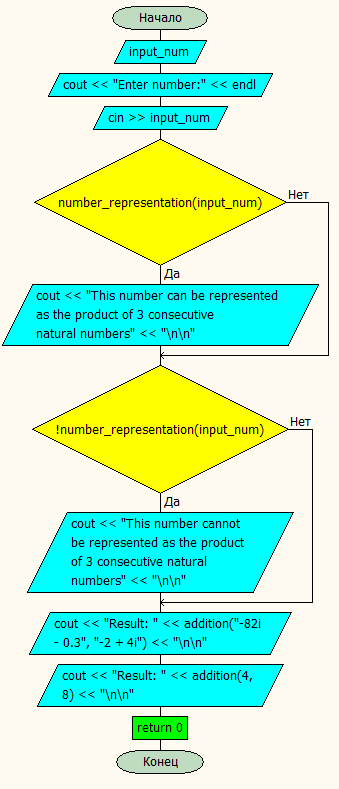 Начало
input_num
cout << "Enter number:" << endl
cin >> input_num
number_representation(input_num)
Нет
Да
cout << "This number can be represented
as the product of 3 consecutive
natural numbers" << "\n\n"
!number_representation(input_num)
Нет
Да
cout << "This number cannot
be represented as the product
of 3 consecutive natural
numbers" << "\n\n"
cout << "Result: " << addition("-82i
- 0.3", "-2 + 4i") << "\n\n"
cout << "Result: " << addition(4,
8) << "\n\n"
return 0
Конец